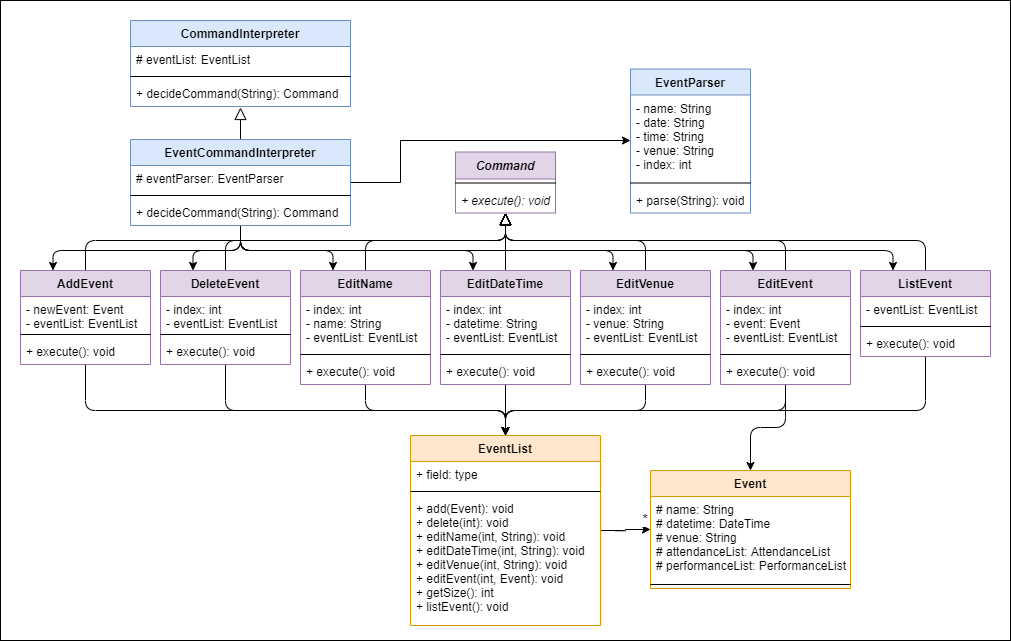 CommandInterpreter
# eventList: EventList
+ decideCommand(String): Command
EventCommandInterpreter
# eventParser: EventParser
+ decideCommand(String): Command
EventParser
- name: String
- date: String
- time: String
- venue: String
- index: int
+ parse(String): void
Command
+ execute(): void
AddEvent
- newEvent: Event
- eventList: EventList
+ execute(): void
DeleteEvent
- index: int
- eventList: EventList
+ execute(): void
EditName
- index: int
- name: String
- eventList: EventList
+ execute(): void
EditDateTime
- index: int
- datetime: String
- eventList: EventList
+ execute(): void
EditVenue
- index: int
- venue: String
- eventList: EventList
+ execute(): void
EditEvent
- index: int
- event: Event
- eventList: EventList
+ execute(): void
ListEvent
- eventList: EventList
+ execute(): void
EventList
+ field: type
+ add(Event): void
+ delete(int): void
+ editName(int, String): void
+ editDateTime(int, String): void
+ editVenue(int, String): void
+ editEvent(int, Event): void
+ getSize(): int
+ listEvent(): void
*
Event
# name: String
# datetime: DateTime
# venue: String
# attendanceList: AttendanceList
# performanceList: PerformanceList